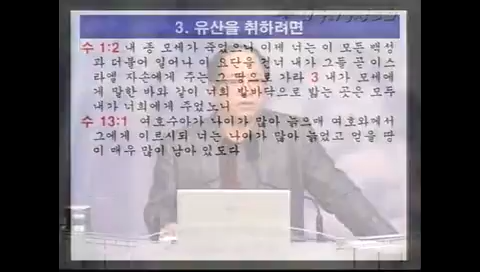 3. 유산을 취하려면
수 1:2 내 종 모세가 죽었으니 이제 너는 이 모든 백성
과 더불어 일어나 이 요단을 건너 내가 그들 곧 이스
라엘 자손에게 주는 그 땅으로 가라 3 내가 모세에
게 말한 바와 같이 너희 발바닥으로 밟는 곳은 모두
내가 너희에게 주었노니
수 13:1 여호수아가 나이가 많아 늙으매 여호와께서
그에게 이르시되 너는 나이가 많아 늙었고 얻을 땅
이 매우 많이 남아 있도다